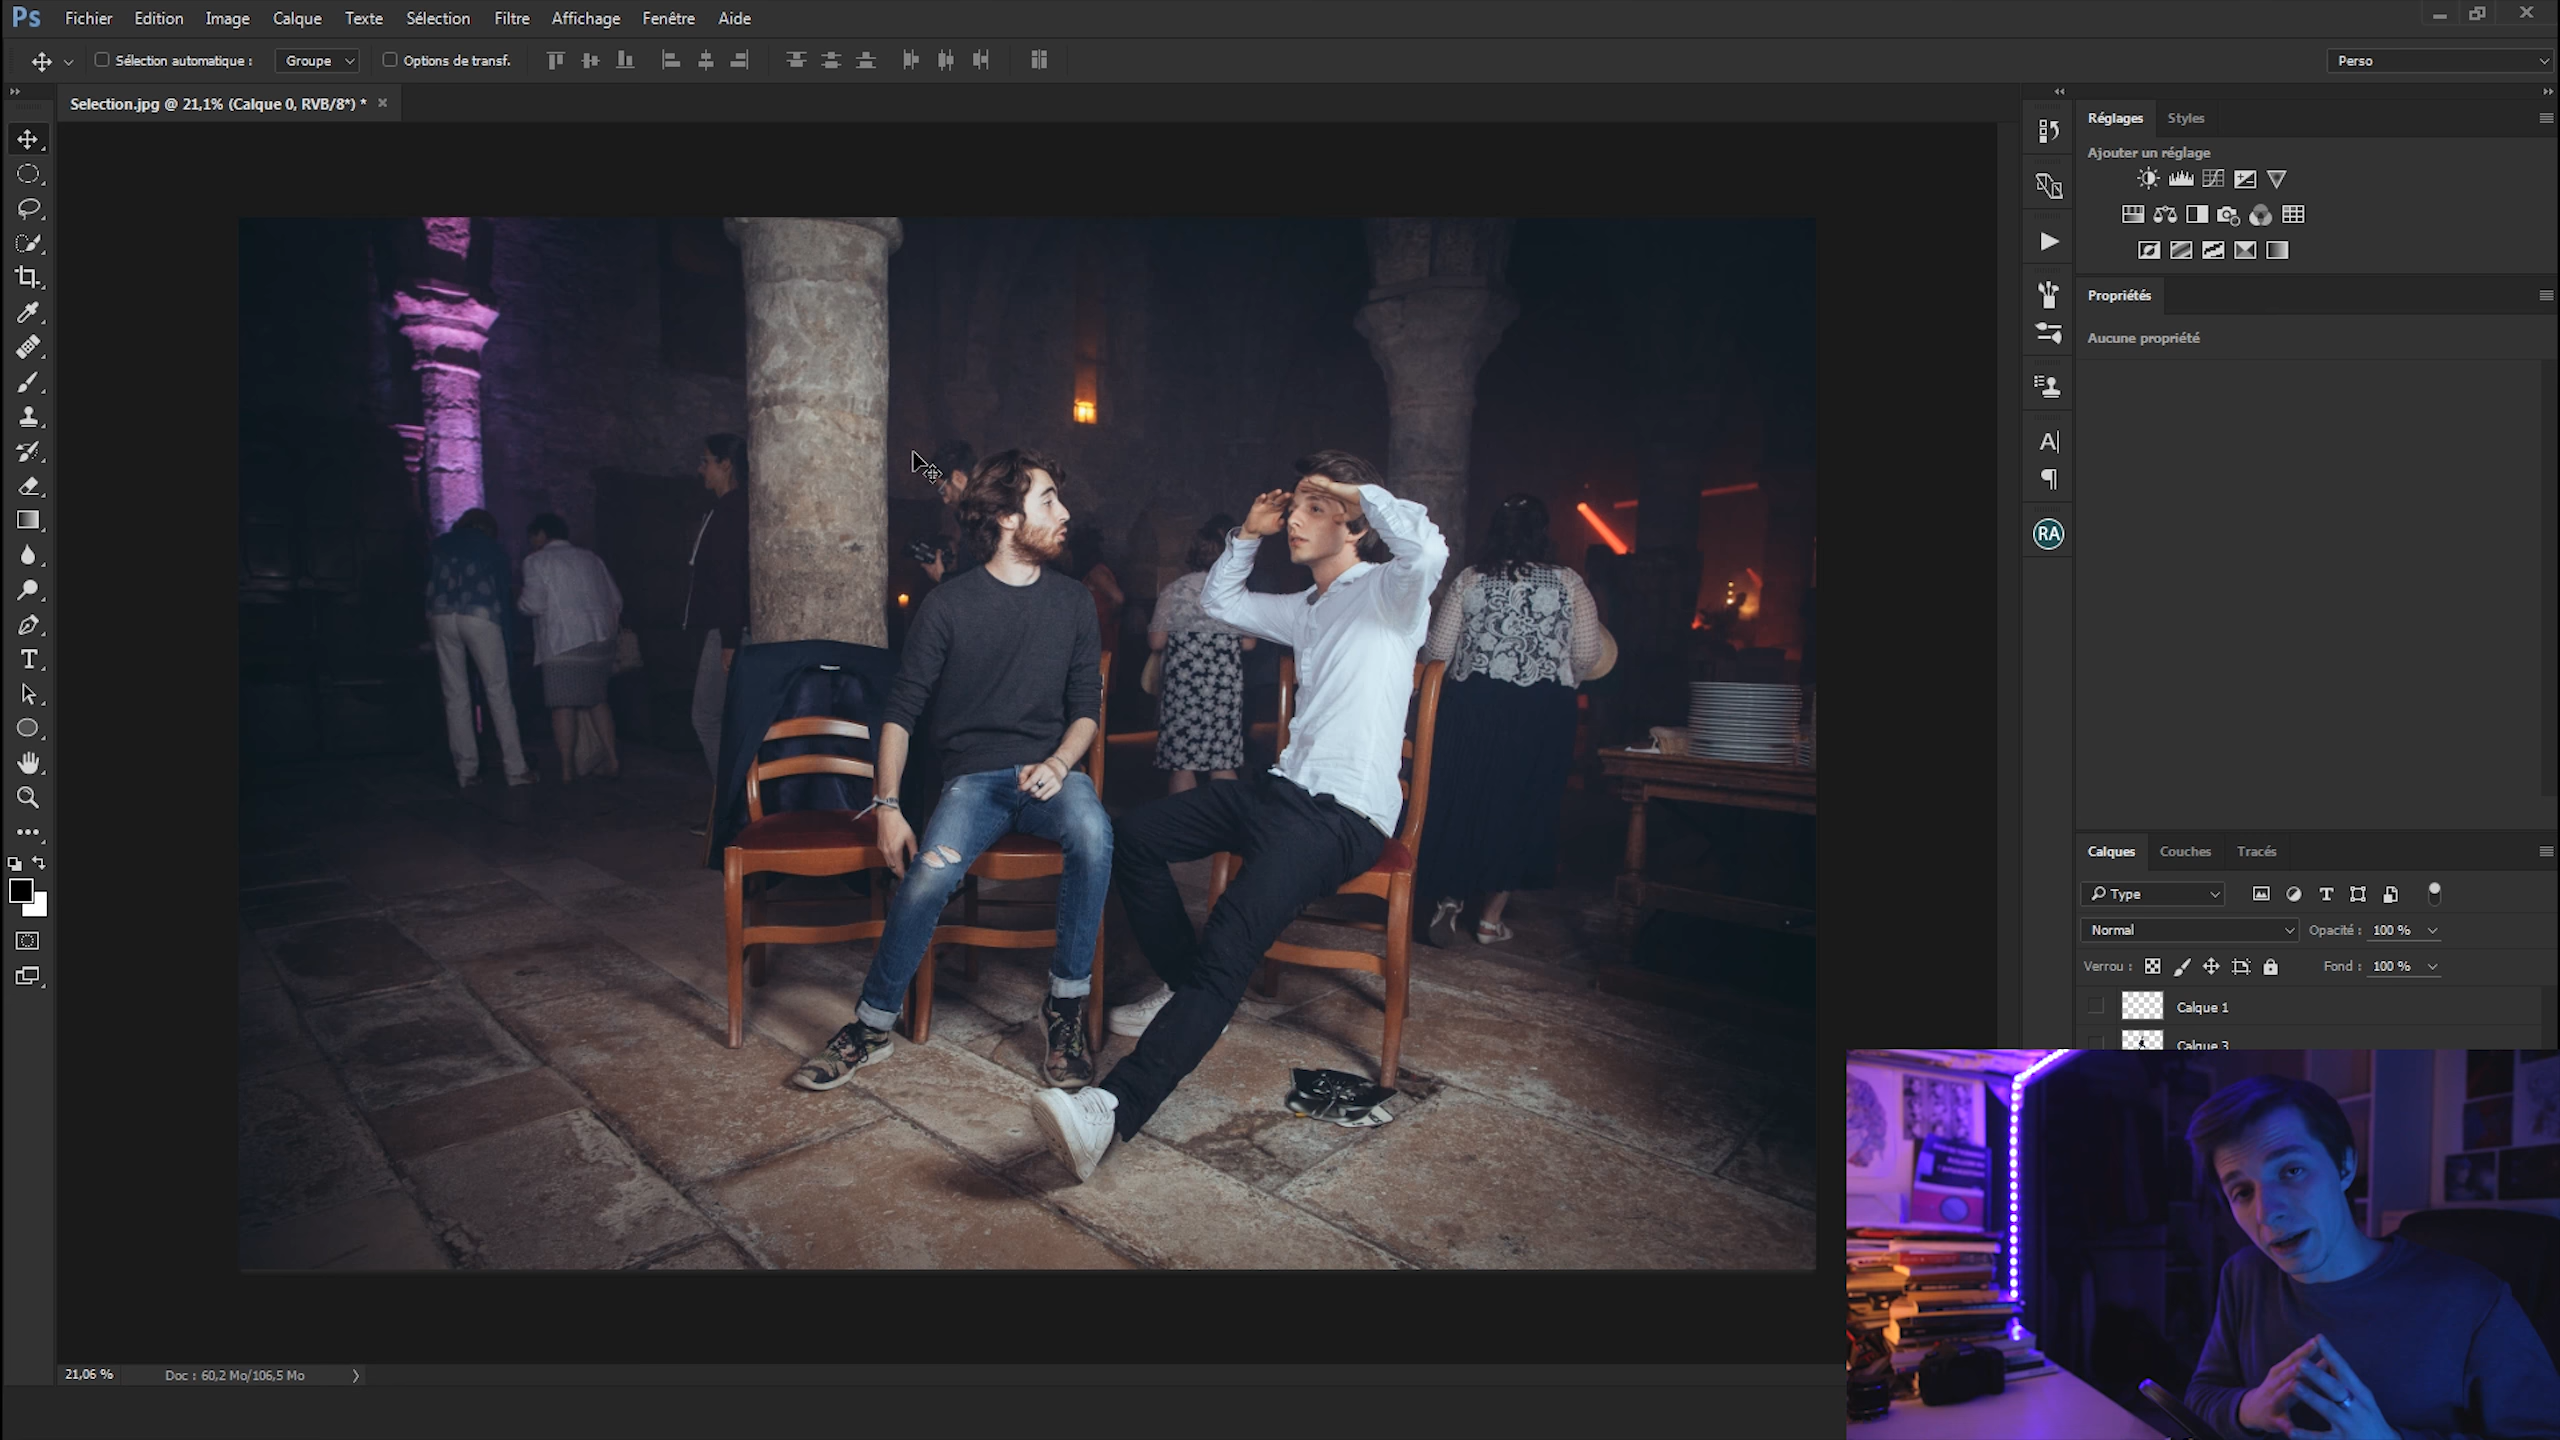 Ps Fichier Edition Image Calque Texte Sélection Filtre Affichage Fenêtre Aide
Sélection automatique : Groupe Options de transf. Perso
Selection.jpg @ 21,1% (Calque 0, RVB/8*) *
Réglages Styles
Ajouter un réglage
Propriétés
Aucune propriété
A
RA
T
Calques Couches Tracés
Type T
Normal Opacité : 100 %
Verrou : Fond : 100 %
Calque 1
Calque 3
21,06 % Doc : 60,2 Mo/106,5 Mo